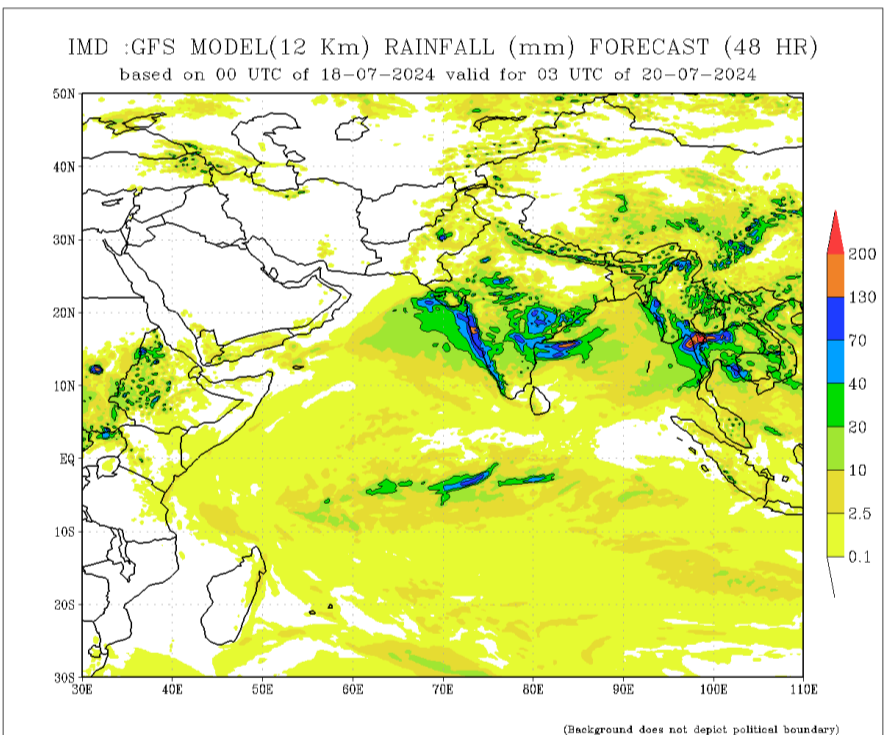 IMD :GFS MODEL(12 Km) RAINFALL (mm) FORECAST (48 HR)
based on 00 UTC of 18-07-2024 valid for 03 UTC of 20-07-2024
50N
40N
30N
20N
10N
EQ
10S
20S
30S
30E 40E 50E 60E 70E 80E 90E 100E 110E
200
130
70
40
20
10
2.5
0.1
(Background does not depict political boundary)